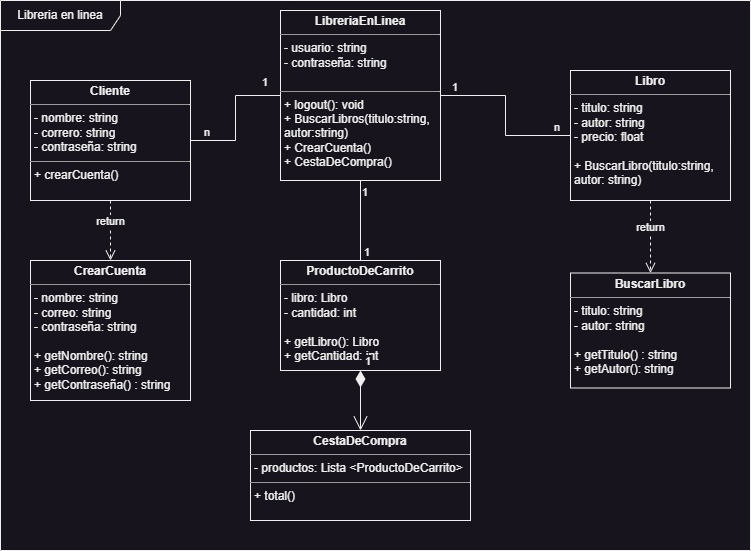 Libreria en linea
LibreriaEnLinea
- usuario: string
- contraseña: string
+ logout(): void
+ BuscarLibros(titulo:string,
autor:string)
+ CrearCuenta()
+ CestaDeCompra()
1
n
1
n
Cliente
- nombre: string
- correro: string
- contraseña: string
+ crearCuenta()
Libro
- titulo: string
- autor: string
- precio: float
+ BuscarLibro(titulo:string,
autor: string)
return
return
1
1
CrearCuenta
- nombre: string
- correo: string
- contraseña: string
+ getNombre(): string
+ getCorreo(): string
+ getContraseña() : string
ProductoDeCarrito
- libro: Libro
- cantidad: int
+ getLibro(): Libro
+ getCantidad: int
1
BuscarLibro
- titulo: string
- autor: string
+ getTitulo() : string
+ getAutor(): string
CestaDeCompra
- productos: Lista <ProductoDeCarrito>
+ total()